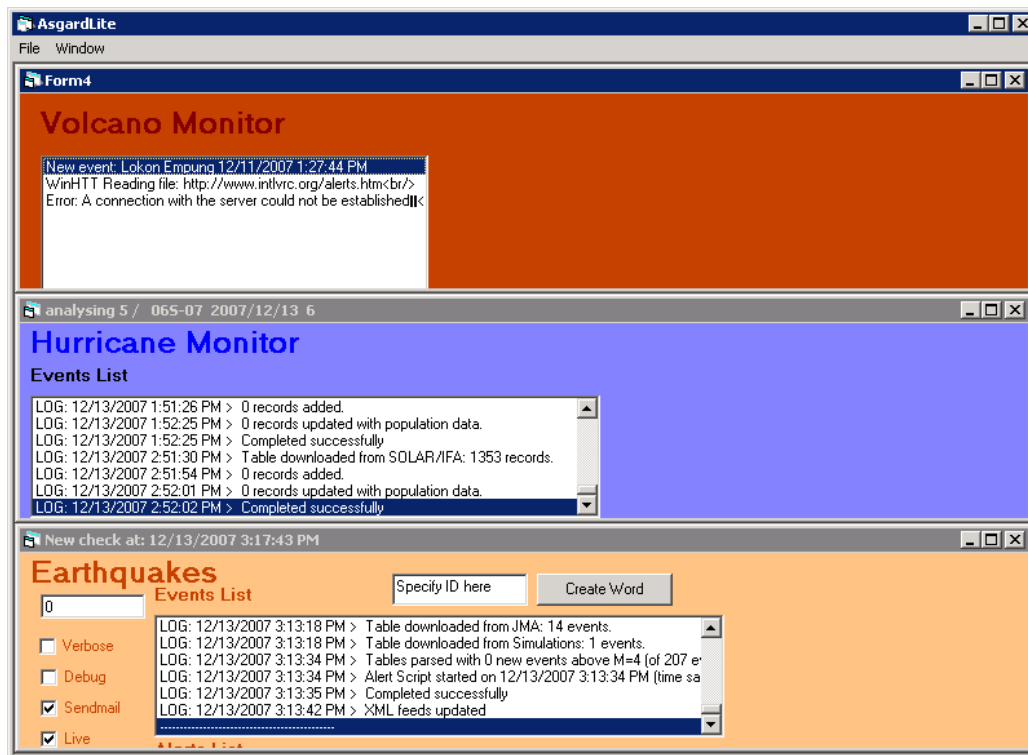 AsgardLite
File Window
Form4
Volcano Monitor
New event: Lokon Empung 12/11/2007 1:27:44 PM
WinHTT Reading file: http://www.intlvrc.org/alerts.htm<br/>
Error: A connection with the server could not be established||<
analysing 5 / 06S-07 2007/12/13 6
Hurricane Monitor
Events List
LOG: 12/13/2007 1:51:26 PM > 0 records added.
LOG: 12/13/2007 1:52:25 PM > 0 records updated with population data.
LOG: 12/13/2007 1:52:25 PM > Completed successfully
LOG: 12/13/2007 2:51:30 PM > Table downloaded from SOLAR/IFA: 1353 records.
LOG: 12/13/2007 2:51:54 PM > 0 records added.
LOG: 12/13/2007 2:52:01 PM > 0 records updated with population data.
LOG: 12/13/2007 2:52:02 PM > Completed successfully
New check at: 12/13/2007 3:17:43 PM
Earthquakes
Events List
Specify ID here
Create Word
0
Verbose
Debug
Sendmail
Live
LOG: 12/13/2007 3:13:18 PM > Table downloaded from JMA: 14 events.
LOG: 12/13/2007 3:13:18 PM > Table downloaded from Simulations: 1 events.
LOG: 12/13/2007 3:13:34 PM > Tables parsed with 0 new events above M=4 (of 207 e
LOG: 12/13/2007 3:13:34 PM > Alert Script started on 12/13/2007 3:13:34 PM (time sa
LOG: 12/13/2007 3:13:35 PM > Completed successfully
LOG: 12/13/2007 3:13:42 PM > XML feeds updated
--------------------------------------------
Alerts List